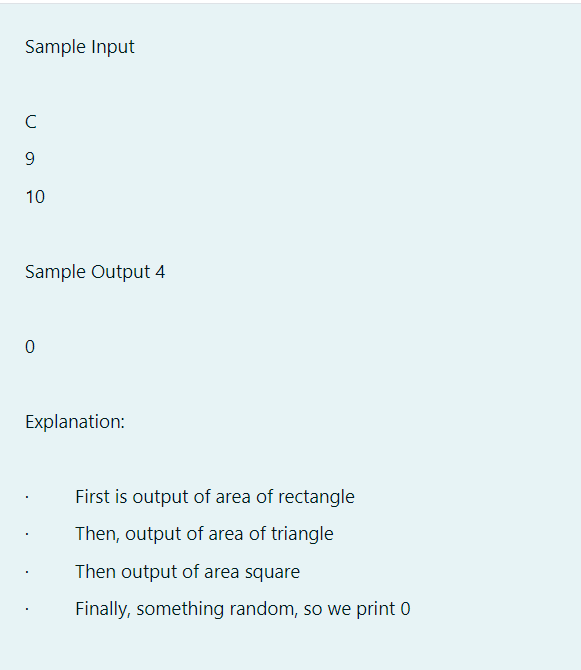 Sample Input
C
9
10
Sample Output 4
0
Explanation:
· First is output of area of rectangle
· Then, output of area of triangle
· Then output of area square
· Finally, something random, so we print 0